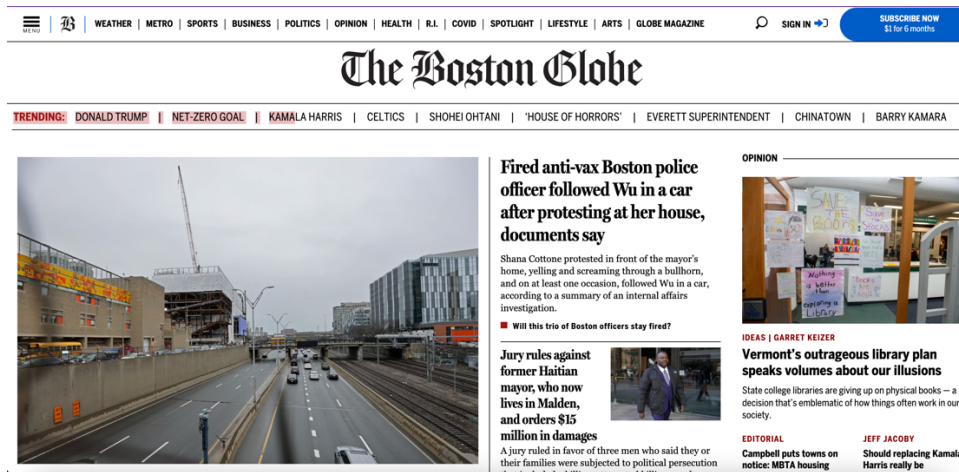 MENU B WEATHER | METRO | SPORTS | BUSINESS | POLITICS | OPINION | HEALTH | R.I. | COVID | SPOTLIGHT | LIFESTYLE | ARTS | GLOBE MAGAZINE SIGN IN
SUBSCRIBE NOW
$1 for 6 months
The Boston Globe
TRENDING: DONALD TRUMP | NET-ZERO GOAL | KAMALA HARRIS | CELTICS | SHOHEI OHTANI | 'HOUSE OF HORRORS' | EVERETT SUPERINTENDENT | CHINATOWN | BARRY KAMARA
Fired anti-vax Boston police
officer followed Wu in a car
after protesting at her house,
documents say
Shana Cottone protested in front of the mayor's
home, yelling and screaming through a bullhorn,
and on at least one occasion, followed Wu in a car,
according to a summary of an internal affairs
investigation.
Will this trio of Boston officers stay fired?
Jury rules against
former Haitian
mayor, who now
lives in Malden,
and orders $15
million in damages
A jury ruled in favor of three men who said they or
their families were subjected to political persecution
OPINION
SAVE
THE
BOOKS
Save
the
Stacks
Nothing
is better
than
exploring a
Library
IDEAS | GARRET KEIZER
Vermont's outrageous library plan
speaks volumes about our illusions
State college libraries are giving up on physical books — a
decision that's emblematic of how things often work in our
society.
EDITORIAL
Campbell puts towns on
notice: MBTA housing
JEFF JACOBY
Should replacing Kamala
Harris really be